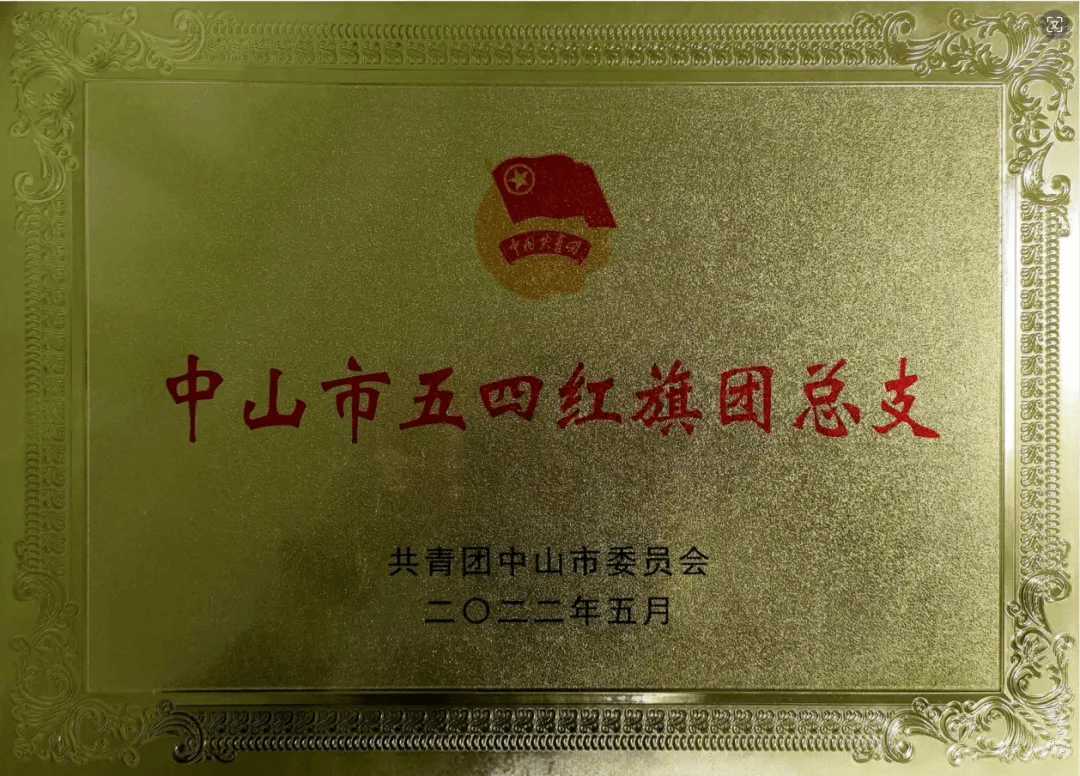 中国共青团
中山市五四红旗团总支
共青团中山市委员会
二〇二二年五月